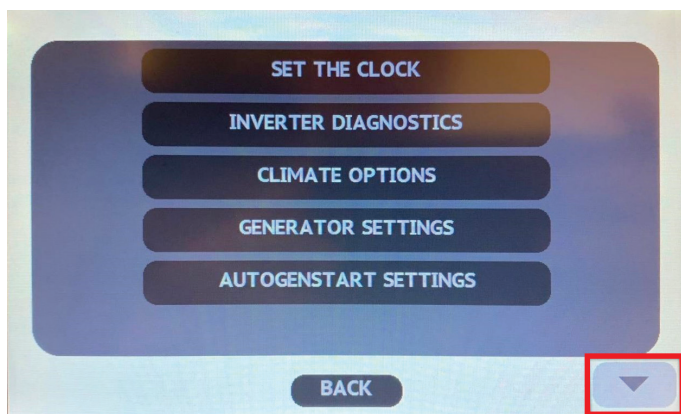 SET THE CLOCK
INVERTER DIAGNOSTICS
CLIMATE OPTIONS
GENERATOR SETTINGS
AUTOGENSTART SETTINGS
BACK